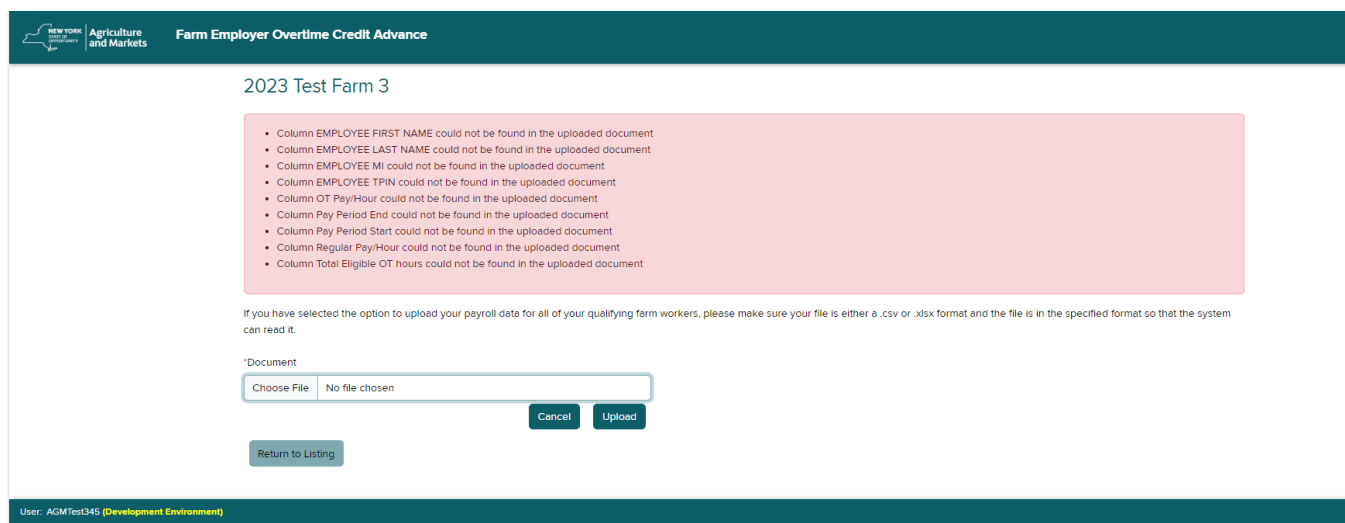 NEW YORK
STATE OF
OPPORTUNITY
Agriculture
and Markets
Farm Employer Overtime Credit Advance
2023 Test Farm 3
• Column EMPLOYEE FIRST NAME could not be found in the uploaded document
• Column EMPLOYEE LAST NAME could not be found in the uploaded document
• Column EMPLOYEE MI could not be found in the uploaded document
• Column EMPLOYEE TPIN could not be found in the uploaded document
• Column OT Pay/Hour could not be found in the uploaded document
• Column Pay Period End could not be found in the uploaded document
• Column Pay Period Start could not be found in the uploaded document
• Column Regular Pay/Hour could not be found in the uploaded document
• Column Total Eligible OT hours could not be found in the uploaded document
If you have selected the option to upload your payroll data for all of your qualifying farm workers, please make sure your file is either a .csv or .xlsx format and the file is in the specified format so that the system
can read it.
*Document
Choose File No file chosen
Cancel Upload
Return to Listing
User: AGMTest345 (Development Environment)